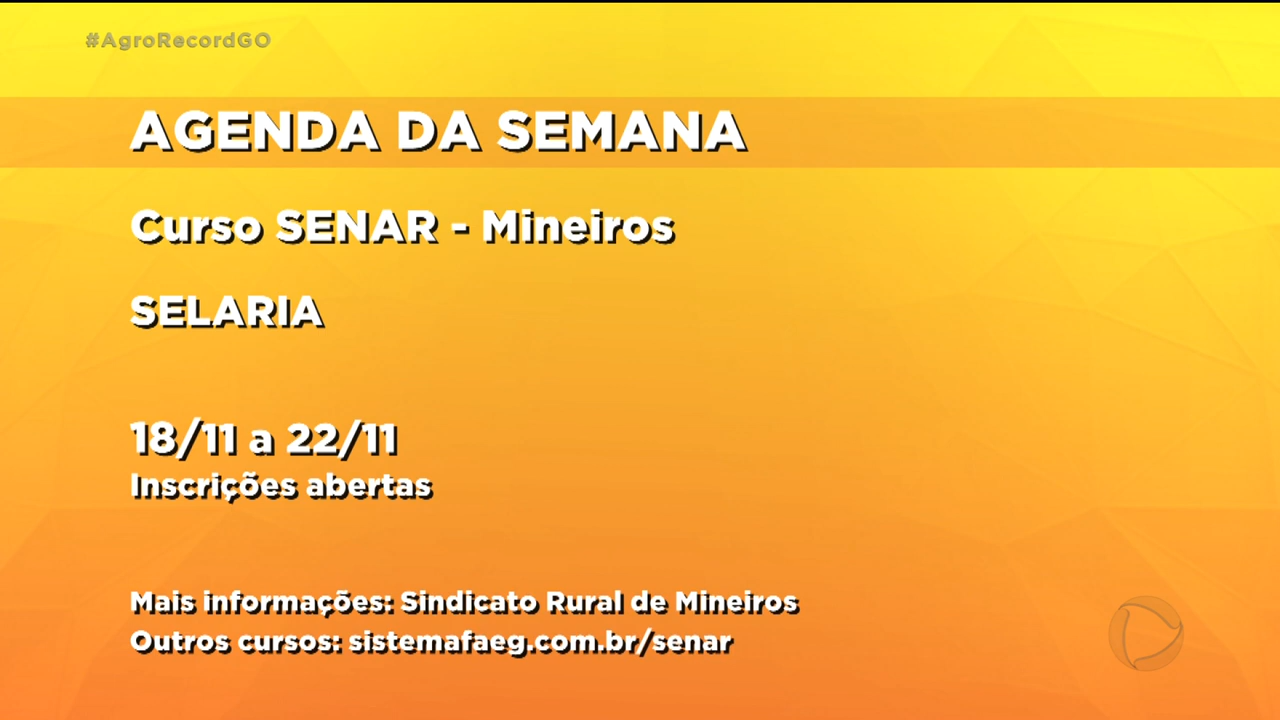 #AgroRecordGO
AGENDA DA SEMANA
Curso SENAR - Mineiros
SELARIA
18/11 a 22/11
Inscrições abertas
Mais informações: Sindicato Rural de Mineiros
Outros cursos: sistemafaeg.com.br/senar